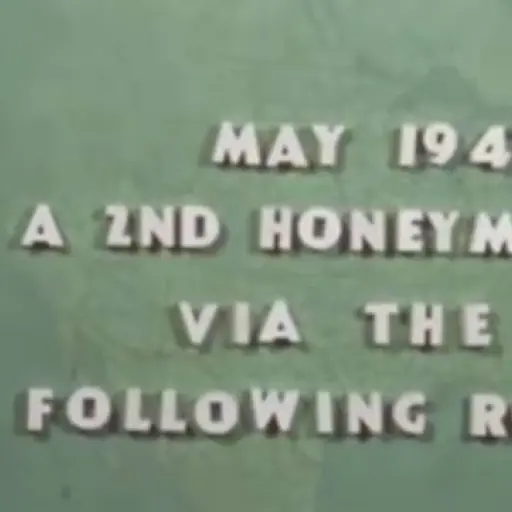 MAY 194
A 2ND HONEYM
VIA THE
FOLLOWING R